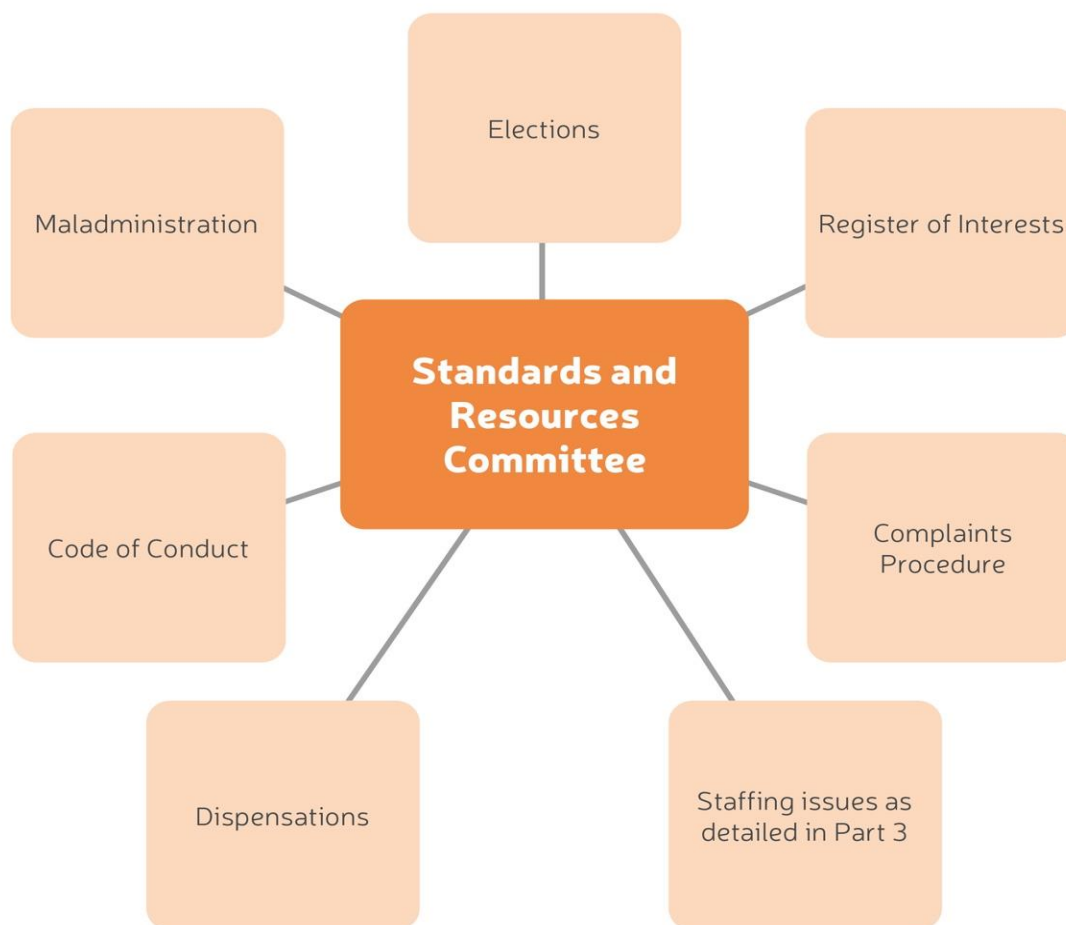 Elections
Maladministration
Register of Interests
Standards and
Resources
Committee
Code of Conduct
Complaints
Procedure
Dispensations
Staffing issues as
detailed in Part 3